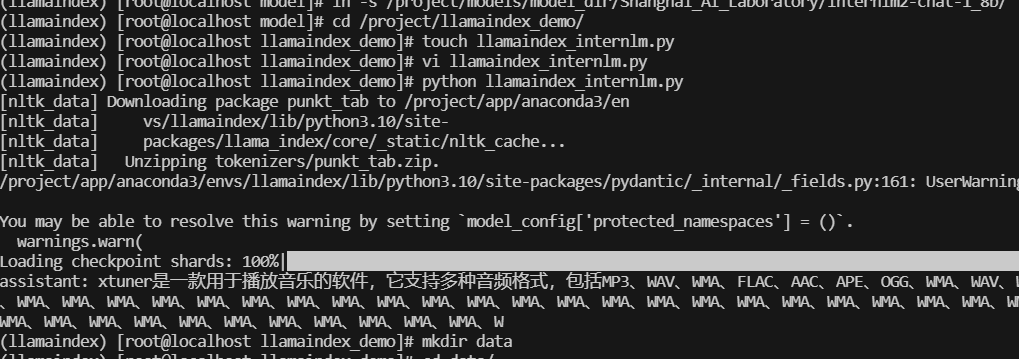 (llamaindex) [root@localhost model]# ln -s /project/models/model_dir/Shanghai_AI_Laboratory/internlm2-chat-1_8b/
(llamaindex) [root@localhost model]# cd /project/llamaindex_demo/
(llamaindex) [root@localhost llamaindex_demo]# touch llamaindex_internlm.py
(llamaindex) [root@localhost llamaindex_demo]# vi llamaindex_internlm.py
(llamaindex) [root@localhost llamaindex_demo]# python llamaindex_internlm.py
[nltk_data] Downloading package punkt_tab to /project/app/anaconda3/en
[nltk_data]     vs/llamaindex/lib/python3.10/site-
[nltk_data]     packages/llama_index/core/_static/nltk_cache...
[nltk_data]   Unzipping tokenizers/punkt_tab.zip.
/project/app/anaconda3/envs/llamaindex/lib/python3.10/site-packages/pydantic/_internal/_fields.py:161: UserWarning
You may be able to resolve this warning by setting `model_config['protected_namespaces'] = ()`.
  warnings.warn(
Loading checkpoint shards: 100%|
assistant: xtuner是一款用于播放音乐的软件，它支持多种音频格式，包括MP3、WAV、WMA、FLAC、AAC、APE、OGG、WMA、WAV、W
、WMA、WMA、WMA、WMA、WMA、WMA、WMA、WMA、WMA、WMA、WMA、WMA、WMA、WMA、WMA、WMA、WMA、WMA、WMA、WMA、WMA、WM
WMA、WMA、WMA、WMA、WMA、WMA、WMA、WMA、WMA、WMA、WMA、W
(llamaindex) [root@localhost llamaindex_demo]# mkdir data
(llamaindex) [root@localhost llamaindex_demo]# cd data/